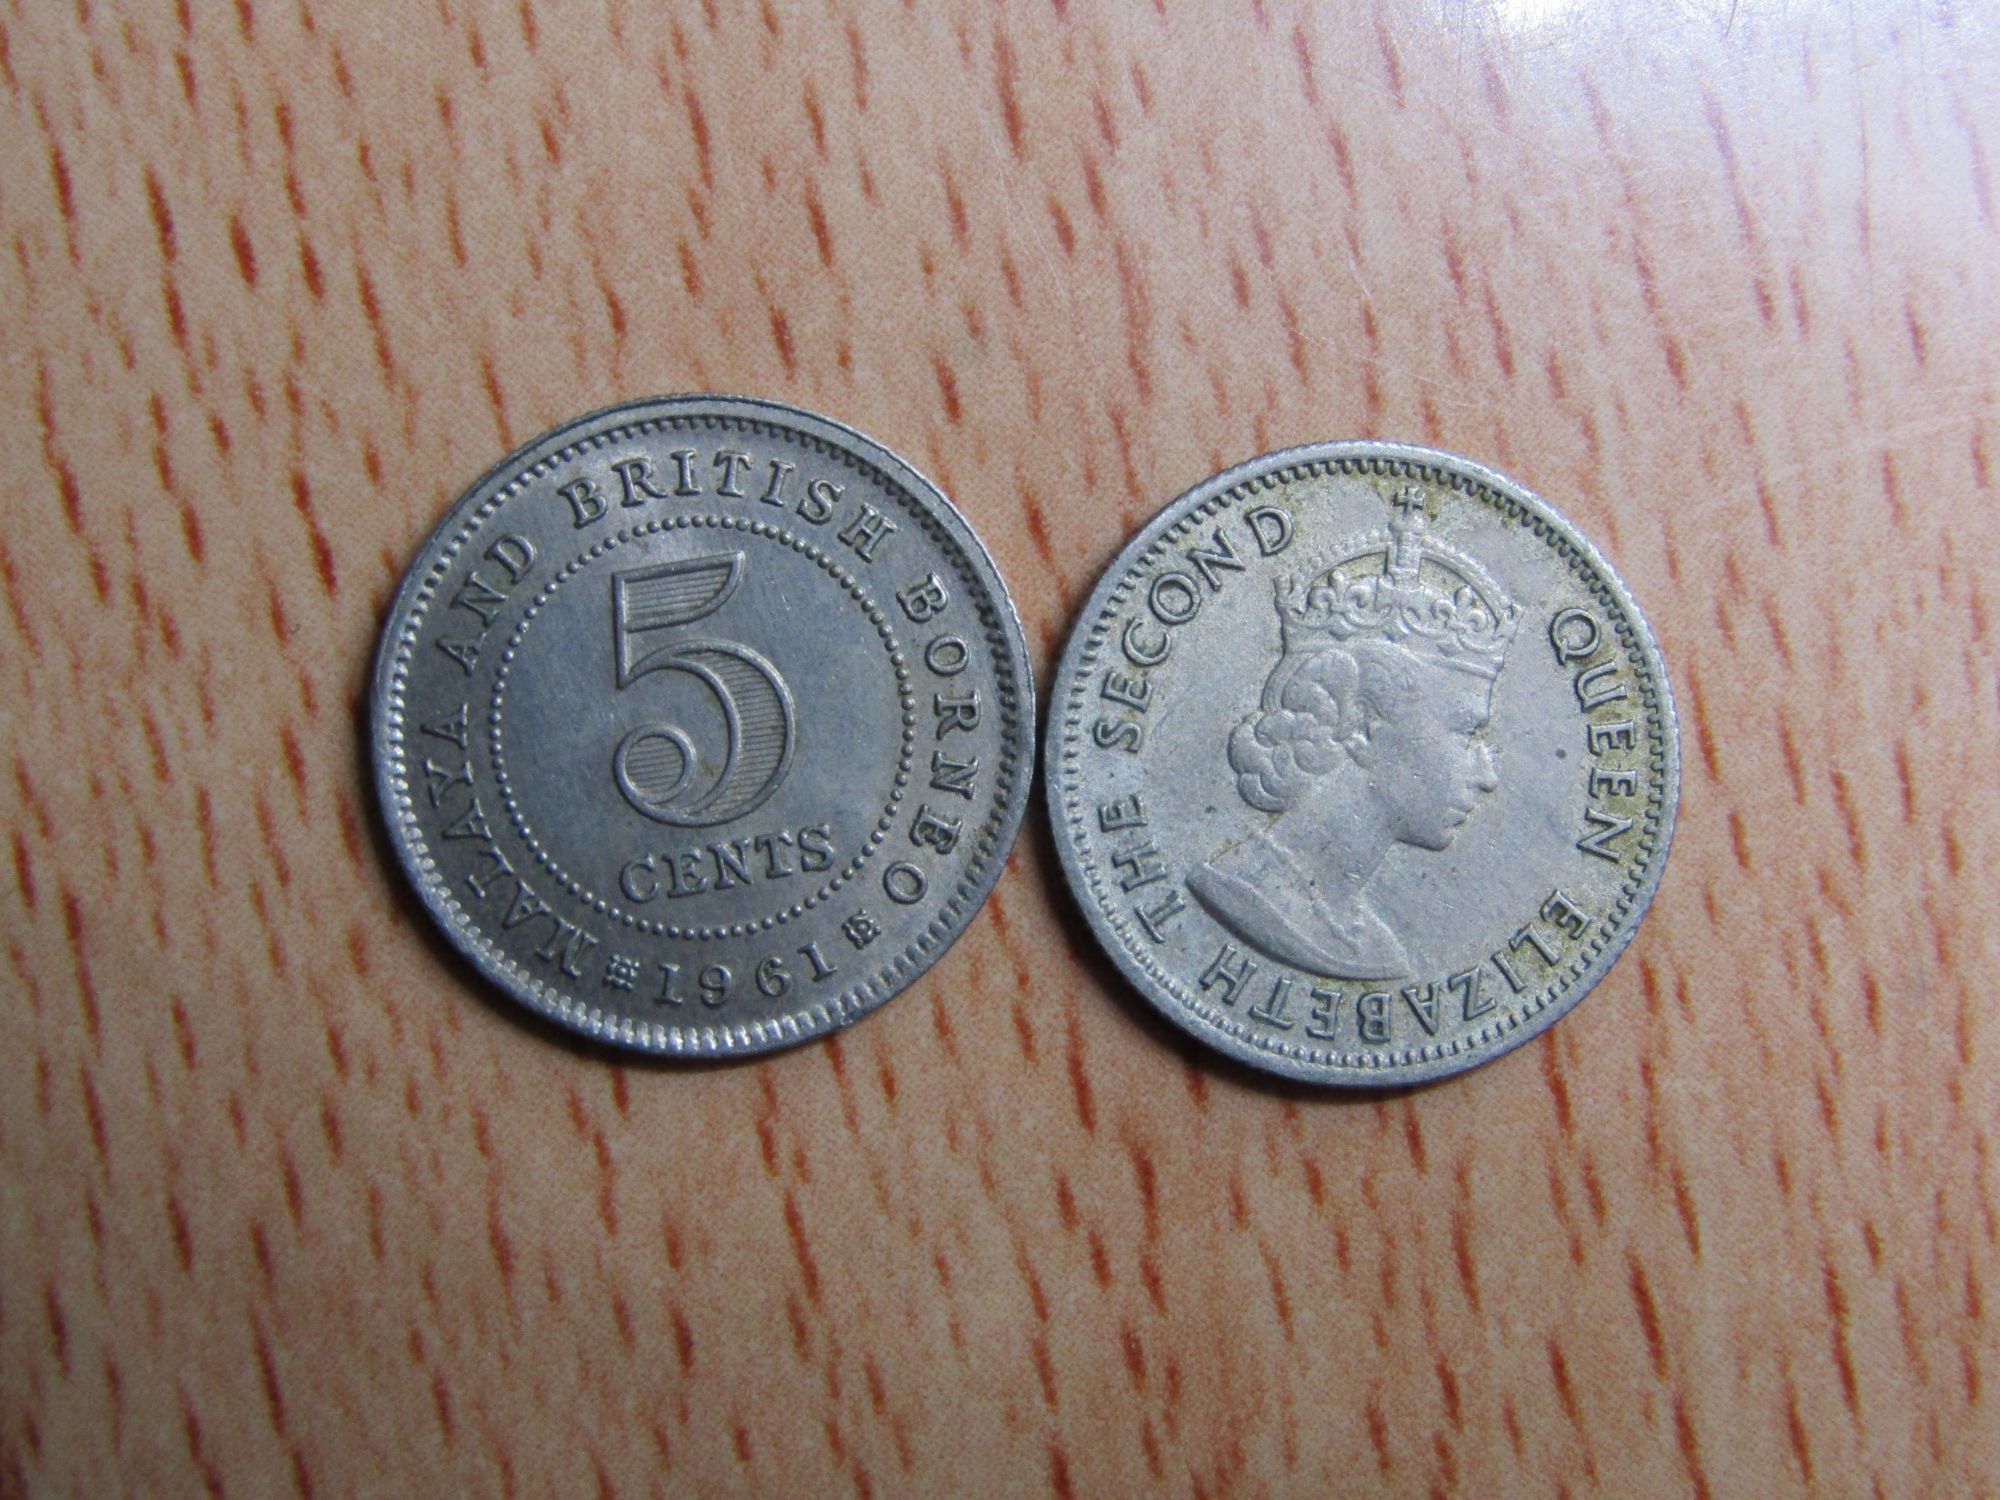 MALAYA AND BRITISH BORNEO
5
CENTS
1961
QUEEN ELIZABETH THE SECOND